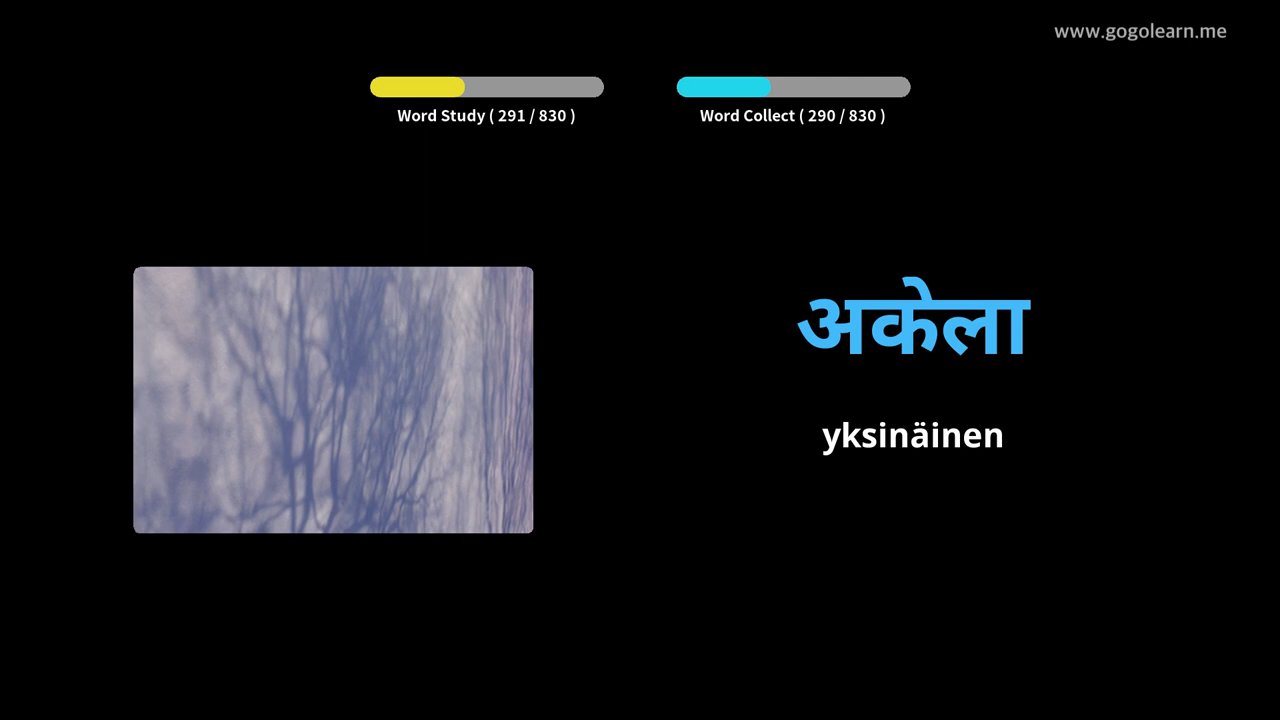 www.gogolearn.me
Word Study ( 291 / 830 )
Word Collect ( 290 / 830 )
अकेला
yksinäinen